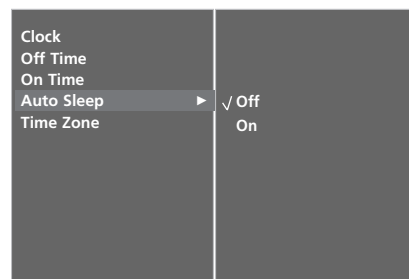 Clock
Off Time
On Time
Auto Sleep ►
Time Zone
√ Off
On